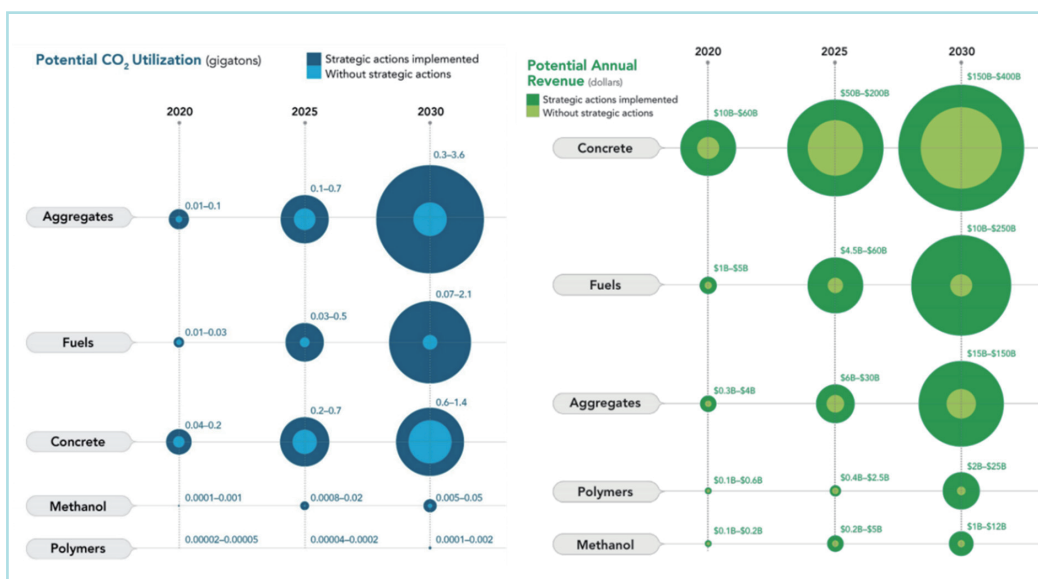 Potential CO₂ Utilization (gigatons)
Strategic actions implemented
Without strategic actions
2020 2025 2030
Aggregates 0.01–0.1 0.1–0.7 0.3–3.6
Fuels 0.01–0.03 0.03–0.5 0.07–2.1
Concrete 0.04–0.2 0.2–0.7 0.6–1.4
Methanol 0.0001–0.001 0.0008–0.02 0.005–0.05
Polymers 0.00002–0.00005 0.00004–0.0002 0.0001–0.002
Potential Annual
Revenue (dollars)
Strategic actions implemented
Without strategic actions
2020 2025 2030
Concrete $10B–$60B $50B–$200B $150B–$400B
Fuels $1B–$5B $4.5B–$60B $10B–$250B
Aggregates $0.3B–$4B $6B–$30B $15B–$150B
Polymers $0.1B–$0.6B $0.4B–$2.5B $2B–$25B
Methanol $0.1B–$0.2B $0.2B–$5B $1B–$12B